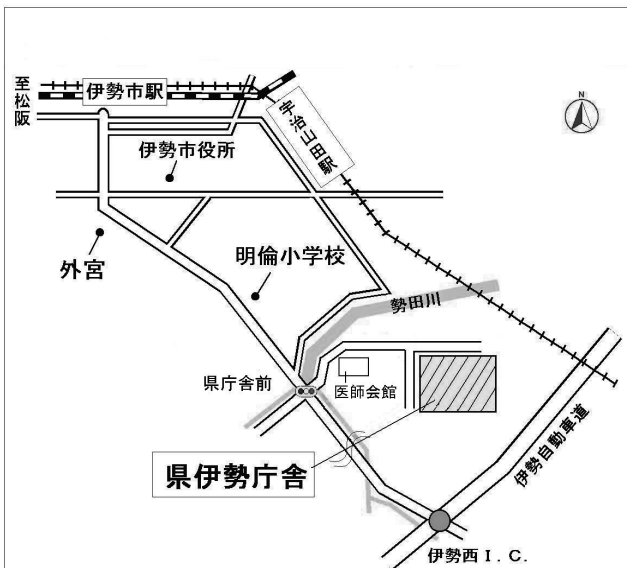 至松阪
伊勢市駅
宇治山田駅
N
伊勢市役所
外宮
明倫小学校
勢田川
県庁舎前
医師会館
県伊勢庁舎
伊勢自動車道
伊勢西I.C.